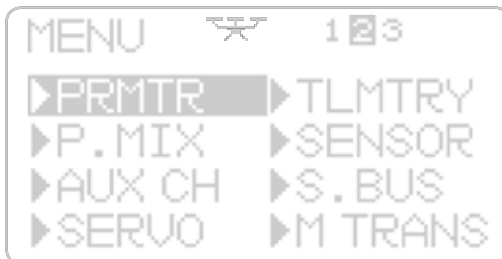 MENU 1 2 3
▶PRMTR ▶TLMTRY
▶P.MIX ▶SENSOR
▶AUX CH ▶S.BUS
▶SERVO ▶M TRANS